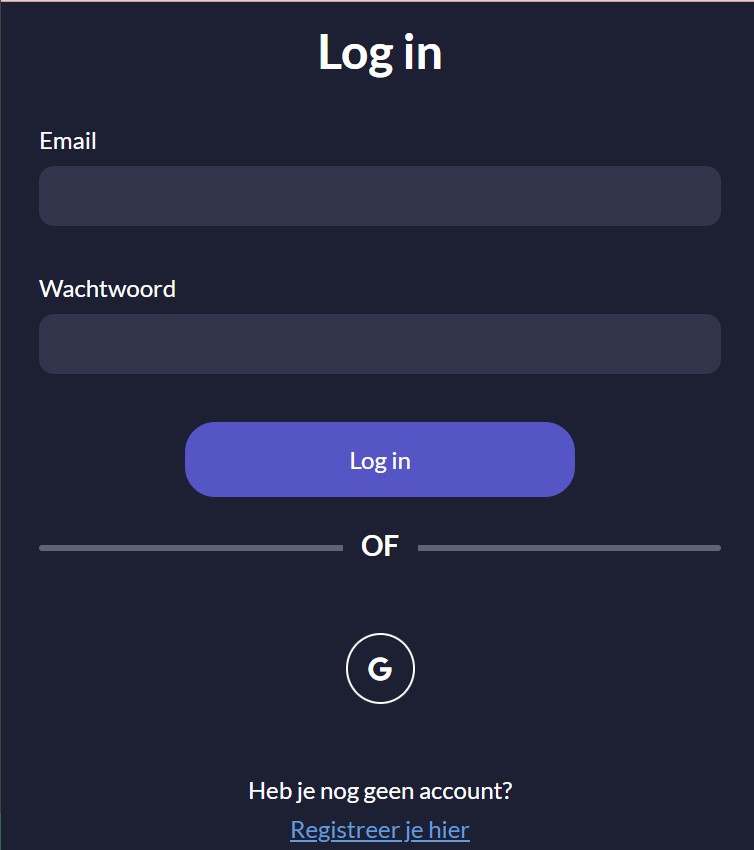 Log in
Email
Wachtwoord
Log in
OF
G
Heb je nog geen account?
Registreer je hier